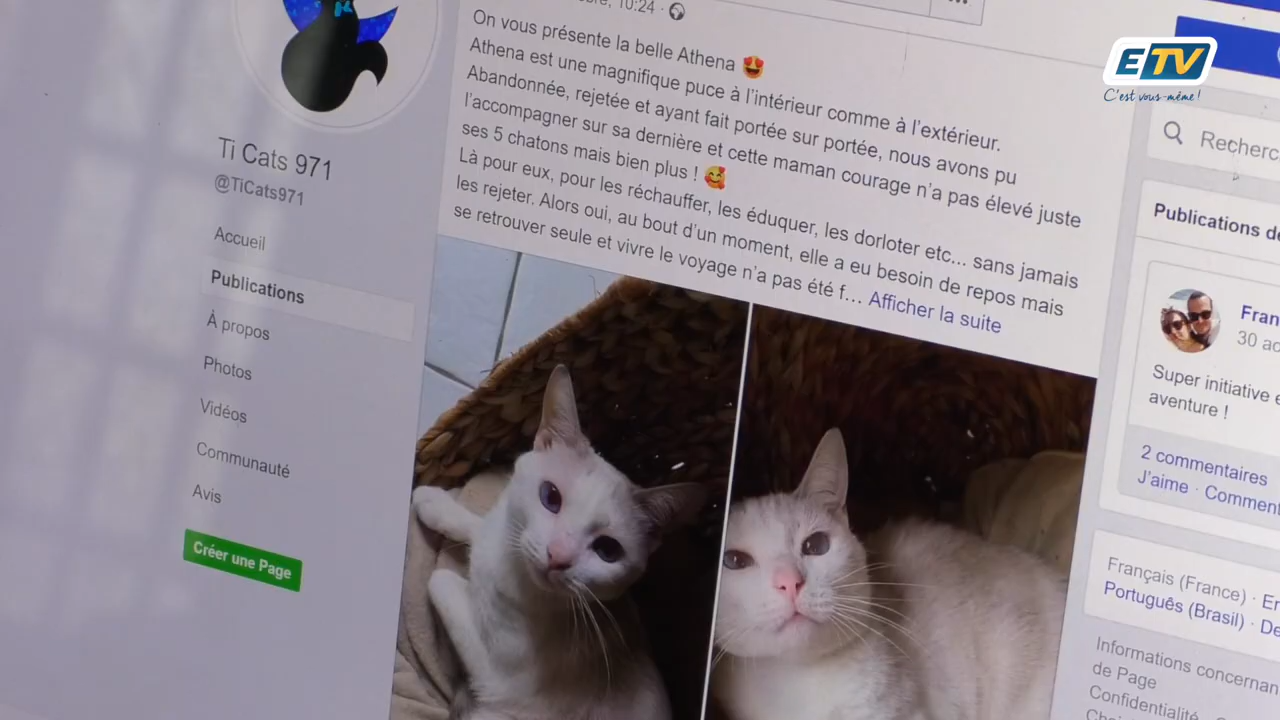 10:24 ·
On vous présente la belle Athena
Athena est une magnifique puce à l'intérieur comme à l'extérieur.
Abandonnée, rejetée et ayant fait portée sur portée, nous avons pu
l'accompagner sur sa dernière et cette maman courage n'a pas élevé juste
ses 5 chatons mais bien plus !
Là pour eux, pour les réchauffer, les éduquer, les dorloter etc... sans jamais
les rejeter. Alors oui, au bout d'un moment, elle a eu besoin de repos mais
se retrouver seule et vivre le voyage n'a pas été f... Afficher la suite
Ti Cats 971
@TiCats971
Accueil
Publications
À propos
Photos
Vidéos
Communauté
Avis
Créer une Page
ETV
C'est vous-même !
Recherc
Publications de
Fran
30 ao
Super initiative e
aventure !
2 commentaires
J'aime · Comment
Français (France) · En
Português (Brasil) · De
Informations concernan
de Page
Confidentialité